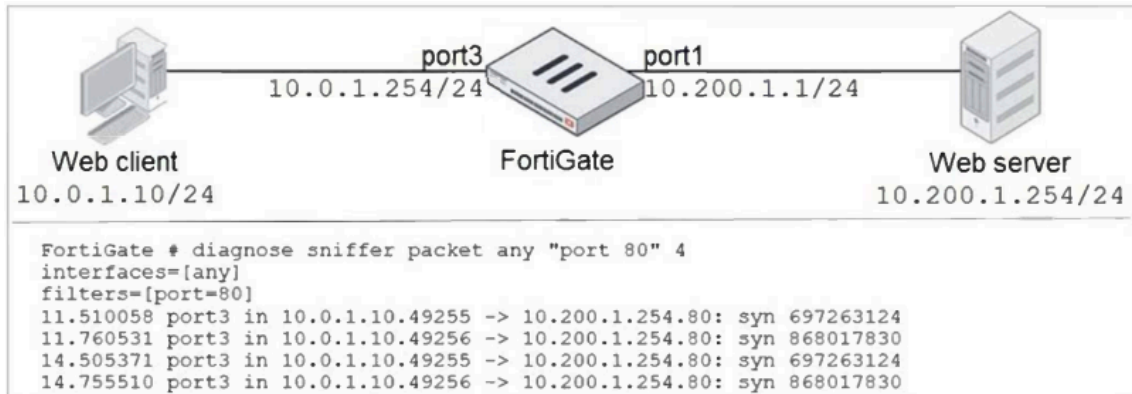 port3
port1
10.0.1.254/24
10.200.1.1/24
Web client
FortiGate
Web server
10.0.1.10/24
10.200.1.254/24
FortiGate # diagnose sniffer packet any "port 80" 4
interfaces=[any]
filters=[port=80]
11.510058 port3 in 10.0.1.10.49255 -> 10.200.1.254.80: syn 697263124
11.760531 port3 in 10.0.1.10.49256 -> 10.200.1.254.80: syn 868017830
14.505371 port3 in 10.0.1.10.49255 -> 10.200.1.254.80: syn 697263124
14.755510 port3 in 10.0.1.10.49256 -> 10.200.1.254.80: syn 868017830